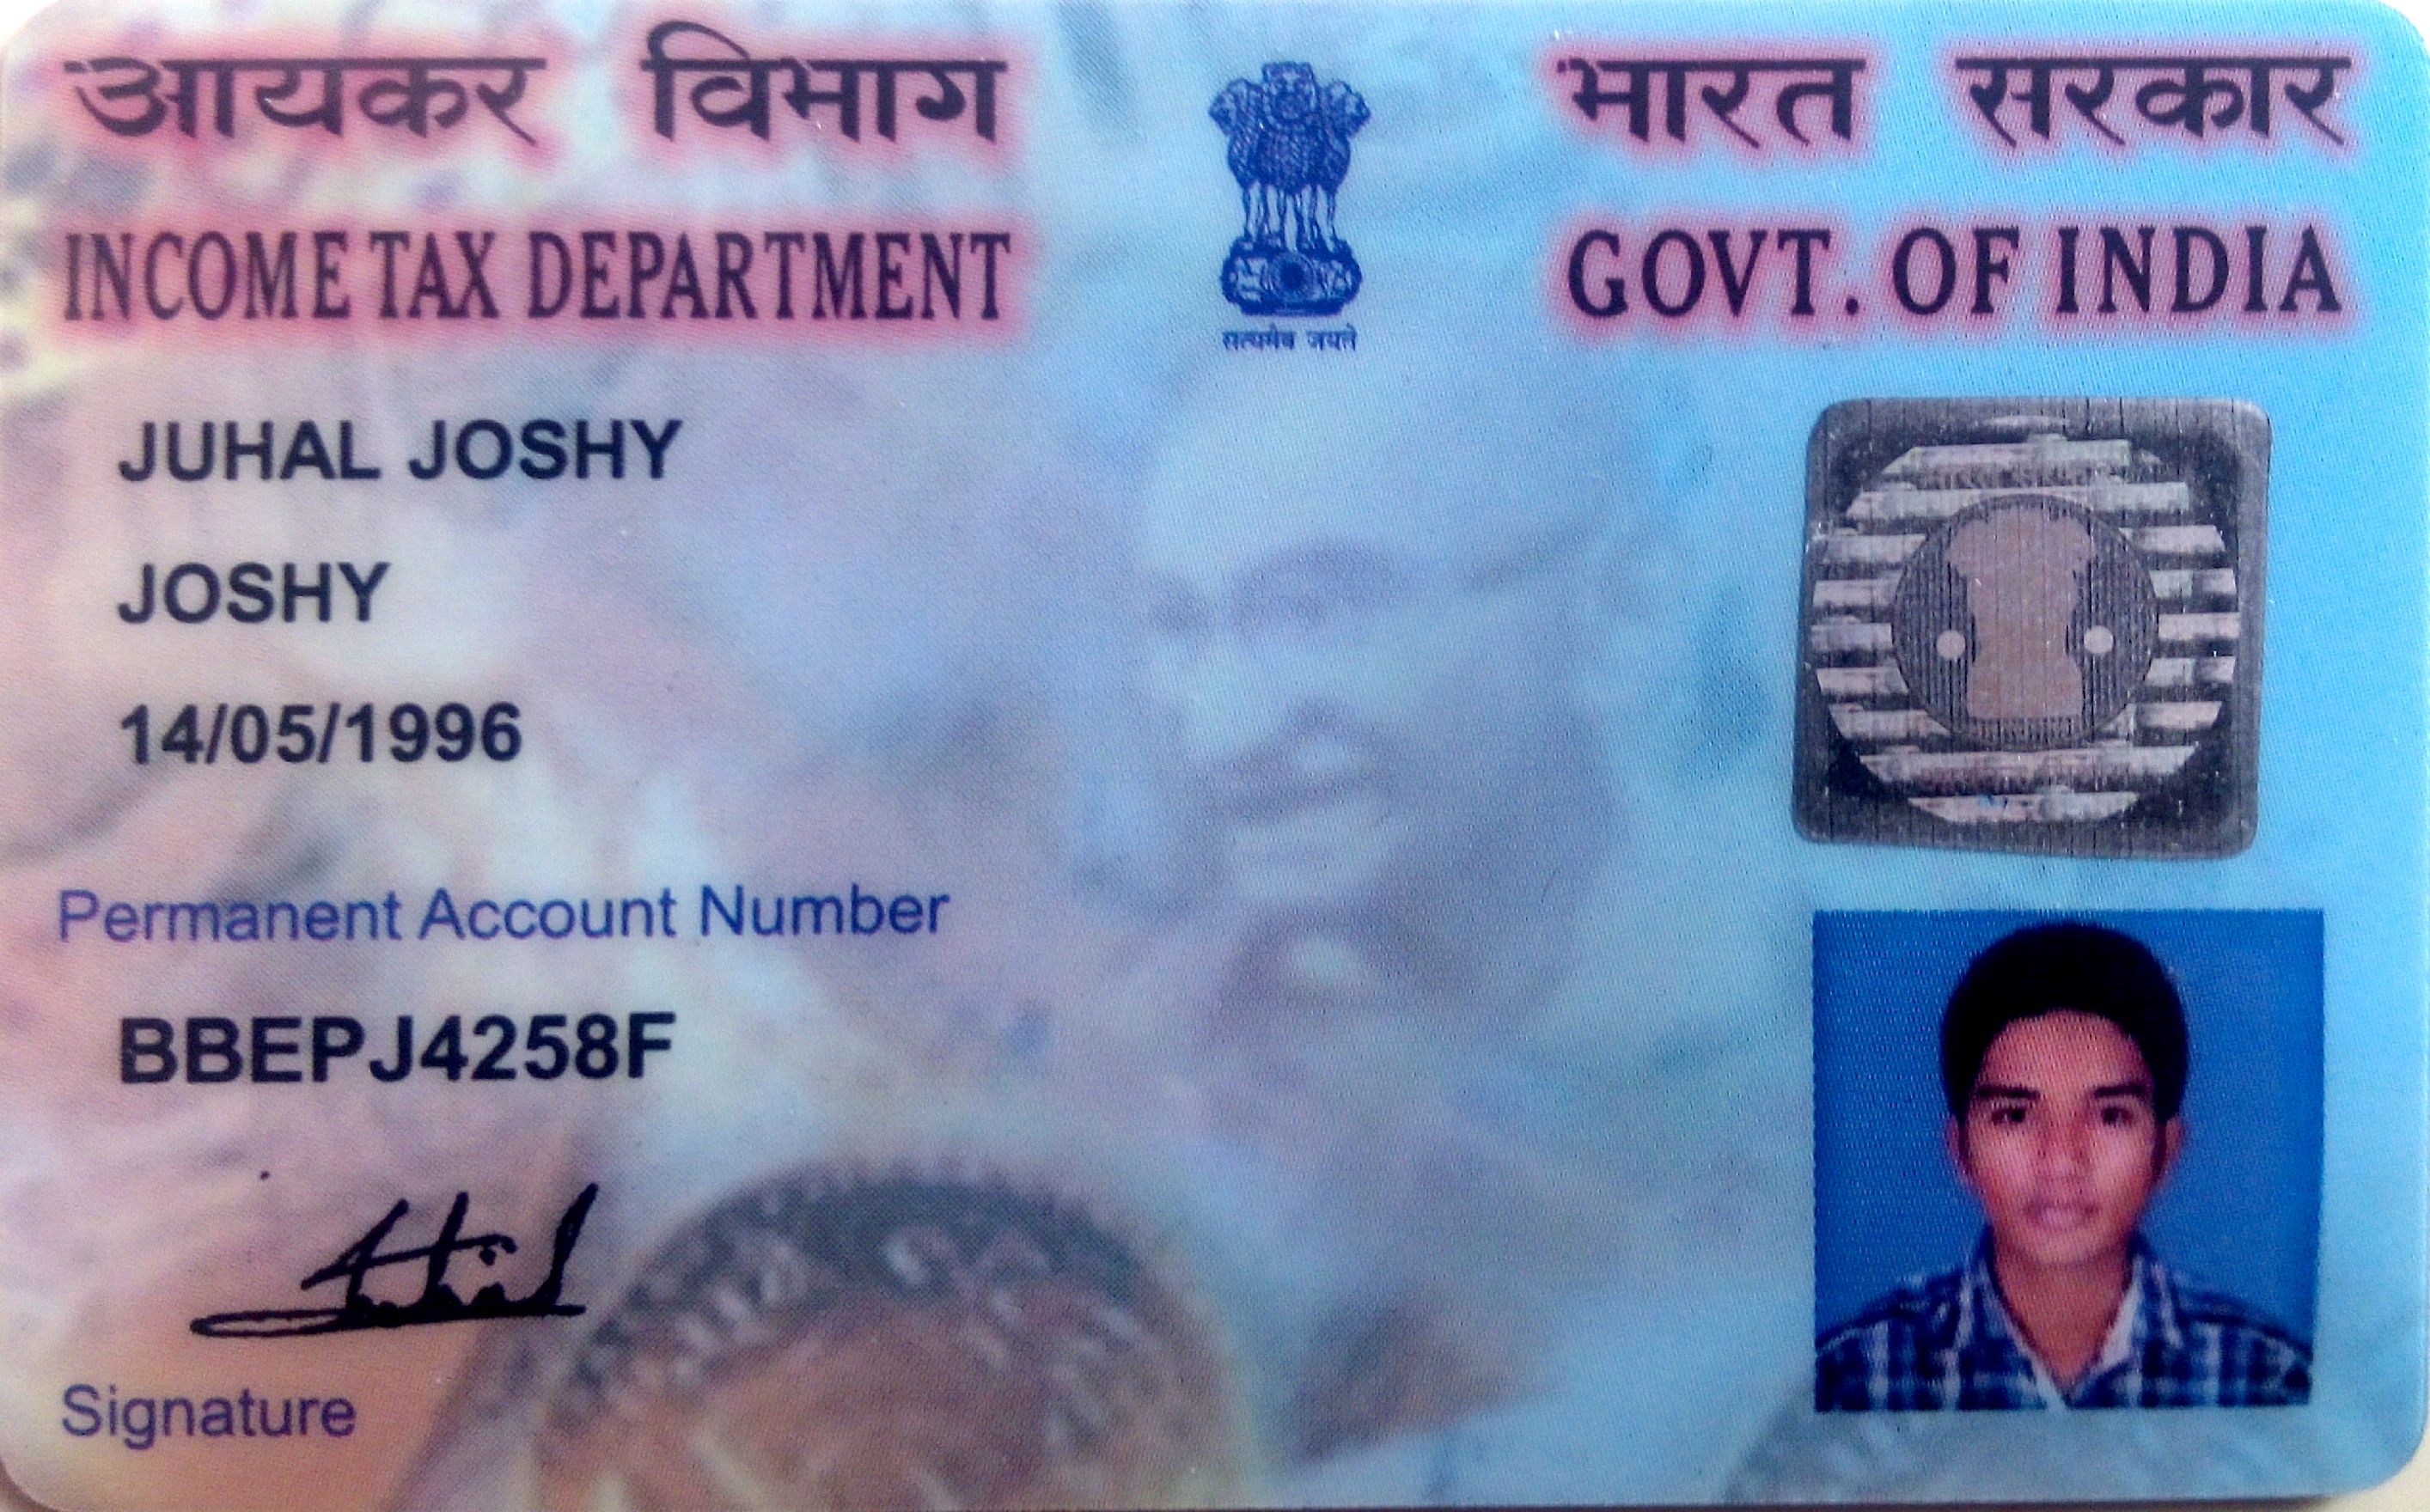 आयकर विभाग
INCOME TAX DEPARTMENT
सत्यमेव जयते
भारत सरकार
GOVT. OF INDIA
JUHAL JOSHY
JOSHY
14/05/1996
Permanent Account Number
BBEPJ4258F
Juhal
Signature